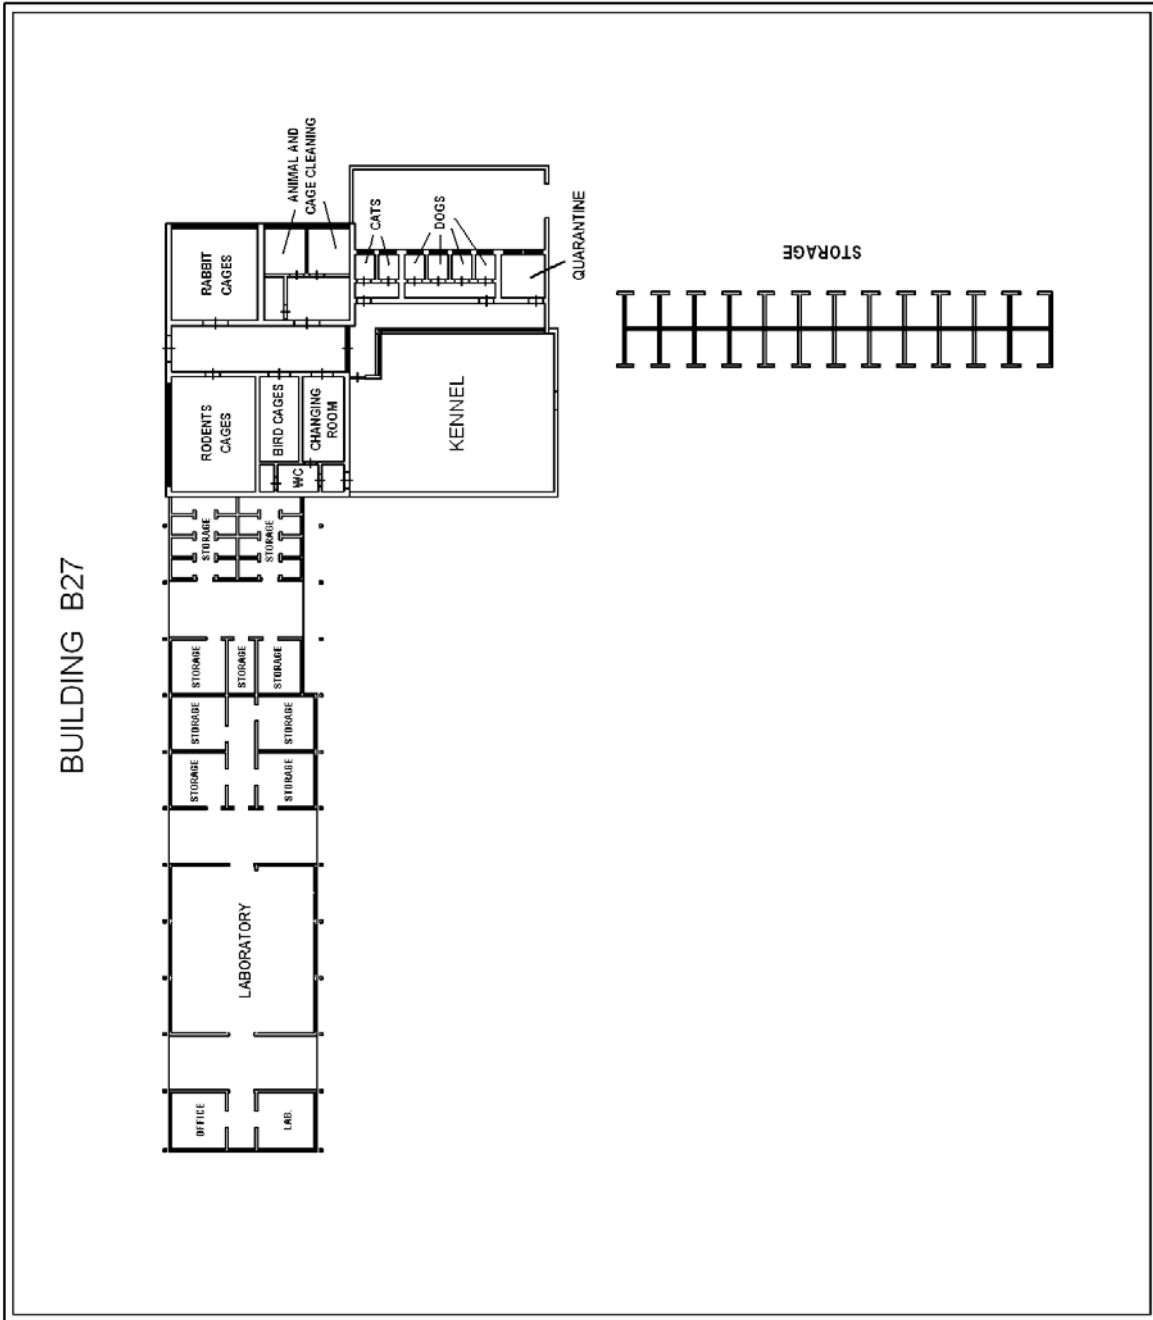 BUILDING B27
OFFICE
LAB.
LABORATORY
STORAGE
STORAGE
STORAGE
STORAGE
STORAGE
STORAGE
STORAGE
STORAGE
STORAGE
RODENTS
CAGES
BIRD CAGES
CHANGING
ROOM
WC
RABBIT
CAGES
ANIMAL AND
CAGE CLEANING
CATS
DOGS
QUARANTINE
KENNEL
STORAGE